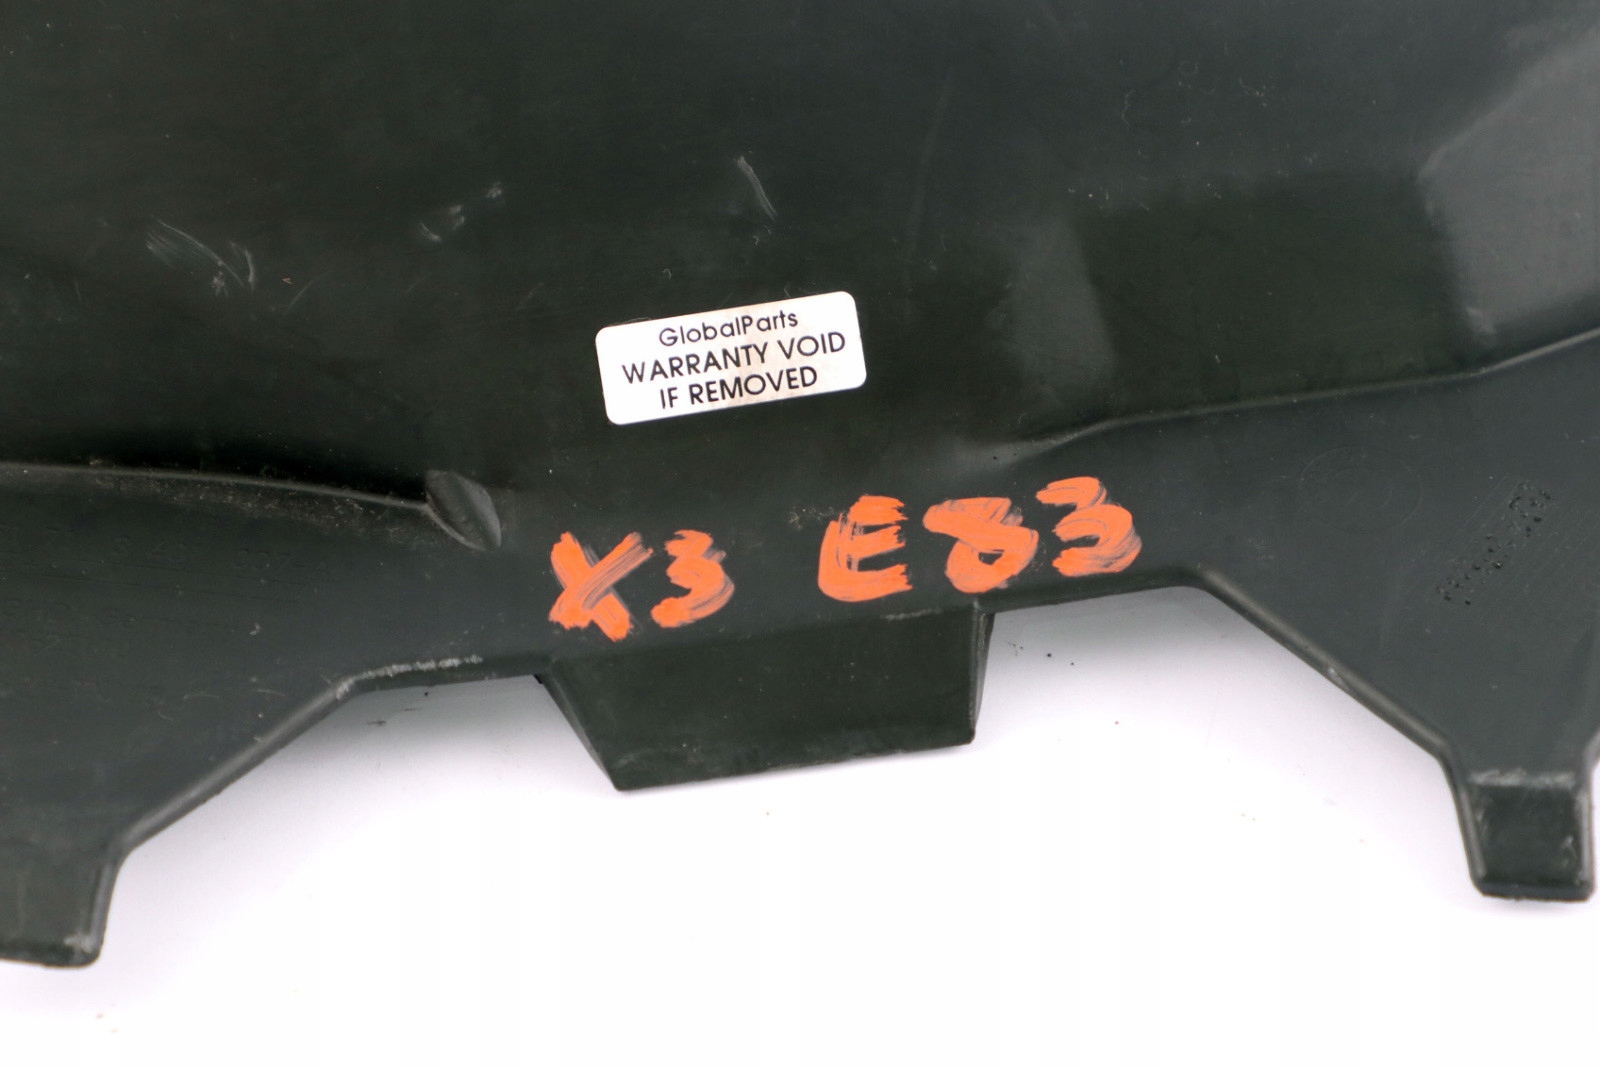 GlobalParts
WARRANTY VOID
IF REMOVED
X3 E83